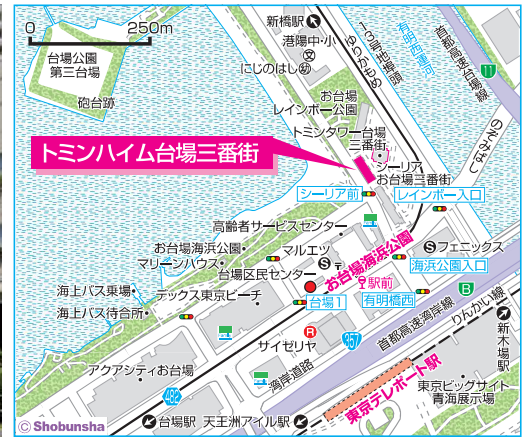 0 250m
新橋駅
港陽中・小
文
にじのはし幼
13号地埠頭
ゆりかもめ
有明西運河
首都高速台場線
11
台場公園
第三台場
砲台跡
お台場
レインボー公園
のぞみばし
トミンタワー台場
三番街
トミンハイム台場三番街
シーリア
お台場三番街
シーリア前
レインボー入口
高齢者サービスセンター
お台場海浜公園
マルエツ
S
〒
マリーンハウス
台場区民センター
お台場海浜公園
S フェニックス
海浜公園入口
駅前
海上バス乗場
デックス東京ビーチ
台場1
有明橋西
B
海上バス待合所
R
サイゼリヤ
357
首都高速湾岸線
りんかい線
新木場駅
アクアシティお台場
湾岸道路
482
東京テレポート駅
東京ビッグサイト
青海展示場
台場駅
天王洲アイル駅
© Shobunsha